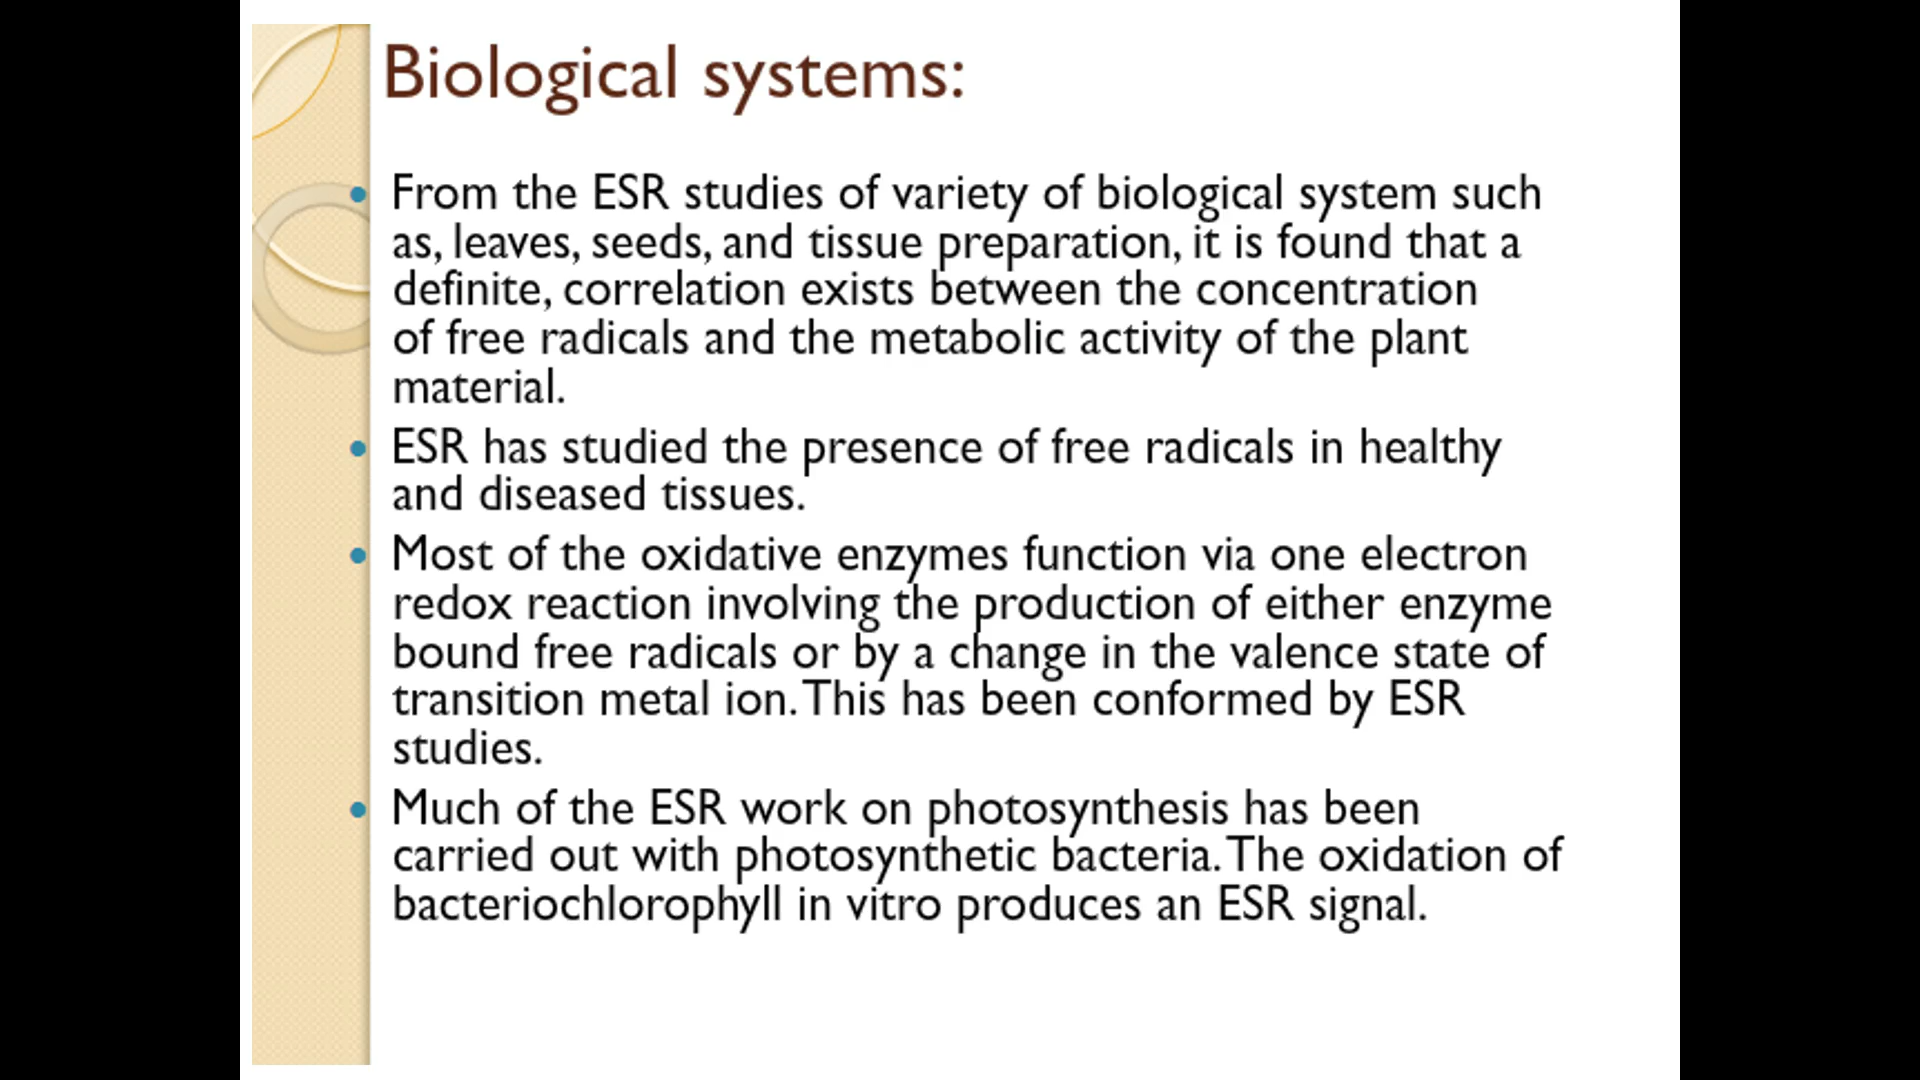 Biological systems:
From the ESR studies of variety of biological system such
as, leaves, seeds, and tissue preparation, it is found that a
definite, correlation exists between the concentration
of free radicals and the metabolic activity of the plant
material.
ESR has studied the presence of free radicals in healthy
and diseased tissues.
Most of the oxidative enzymes function via one electron
redox reaction involving the production of either enzyme
bound free radicals or by a change in the valence state of
transition metal ion. This has been conformed by ESR
studies.
Much of the ESR work on photosynthesis has been
carried out with photosynthetic bacteria. The oxidation of
bacteriochlorophyll in vitro produces an ESR signal.